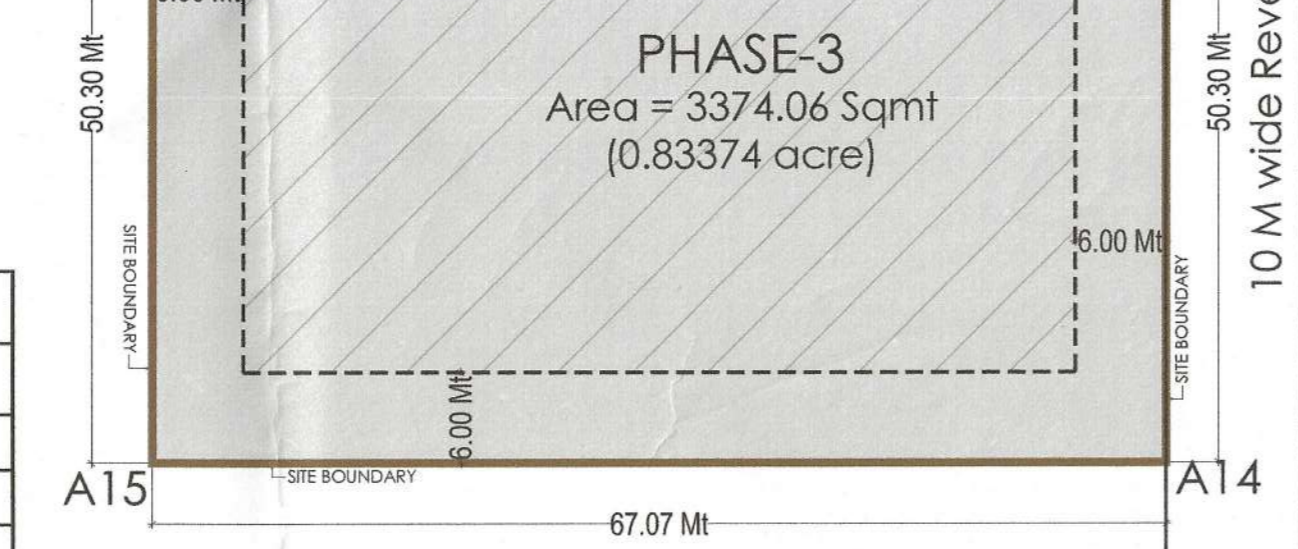 PHASE-3
Area = 3374.06 Sqmt
(0.83374 acre)
50.30 Mt
50.30 Mt
10 M wide
SITE BOUNDARY
6.00 Mt
SITE BOUNDARY
6.00 Mt
A15
SITE BOUNDARY
A14
67.07 Mt